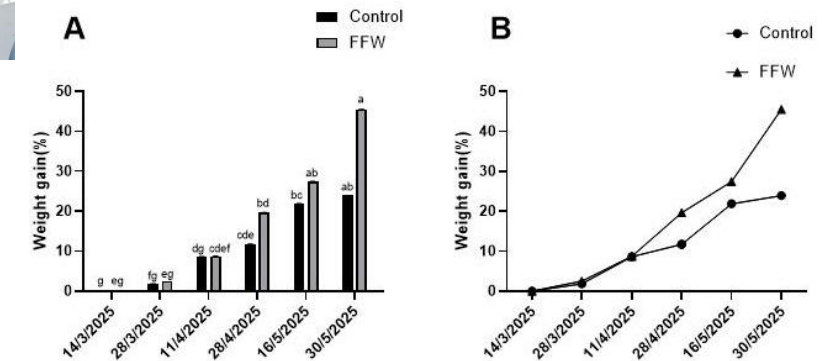 A
Control
FFW
Weight gain(%)
50
40
30
20
10
0
g eg
fg eg
dg cdef
cde bd
bc ab
ab a
14/3/2025
28/3/2025
11/4/2025
28/4/2025
16/5/2025
30/5/2025
B
Control
FFW
Weight gain(%)
50
40
30
20
10
0
14/3/2025
28/3/2025
11/4/2025
28/4/2025
16/5/2025
30/5/2025